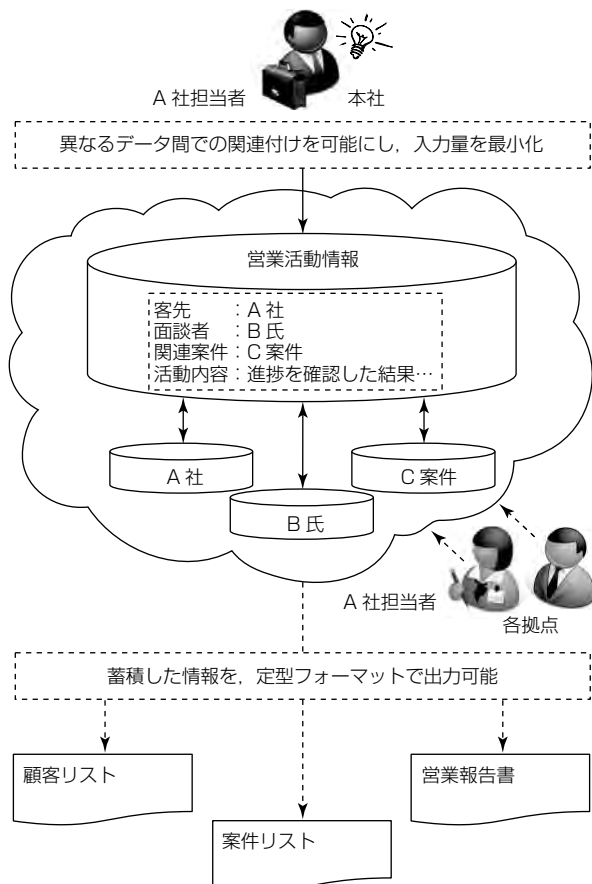 A社担当者 本社
異なるデータ間での関連付けを可能にし，入力量を最小化
営業活動情報
客先　　：A社
面談者　：B氏
関連案件：C案件
活動内容：進捗を確認した結果…
A社
C案件
B氏
A社担当者
各拠点
蓄積した情報を，定型フォーマットで出力可能
顧客リスト
営業報告書
案件リスト